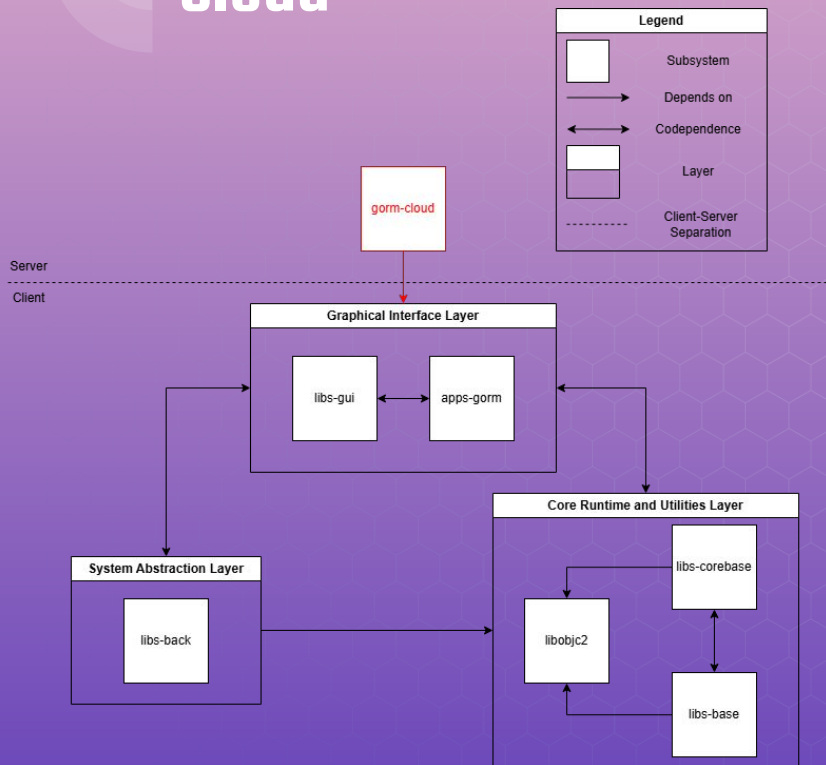 cloud
Legend
Subsystem
Depends on
Codependence
Layer
Client-Server
Separation
gorm-cloud
Server
Client
Graphical Interface Layer
libs-gui
apps-gorm
Core Runtime and Utilities Layer
libs-corebase
System Abstraction Layer
libs-back
libobjc2
libs-base